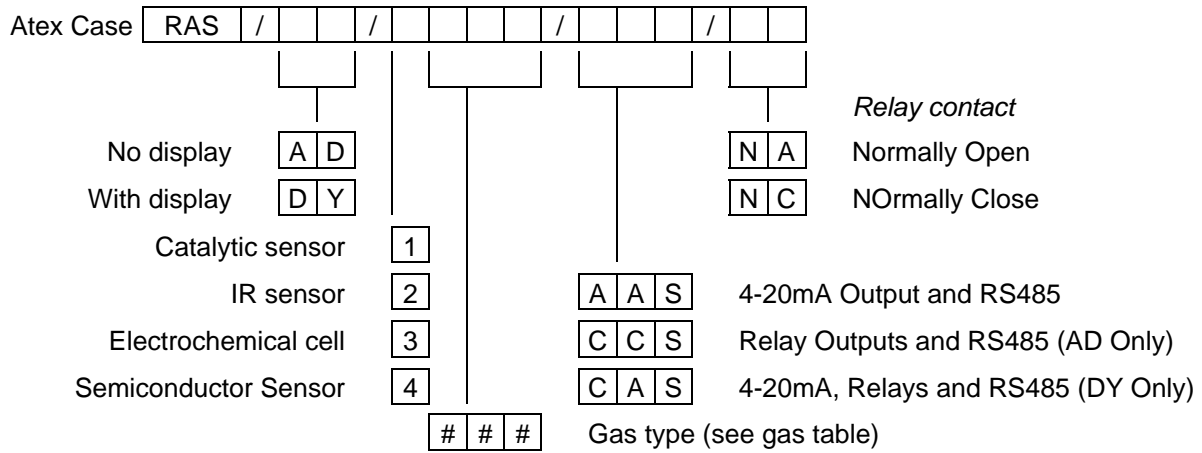 Atex Case RAS / / / / 
Relay contact
No display A D N A Normally Open
With display D Y N C NOrmally Close
Catalytic sensor 1
IR sensor 2 A A S 4-20mA Output and RS485
Electrochemical cell 3 C C S Relay Outputs and RS485 (AD Only)
Semiconductor Sensor 4 C A S 4-20mA, Relays and RS485 (DY Only)
# # # Gas type (see gas table)